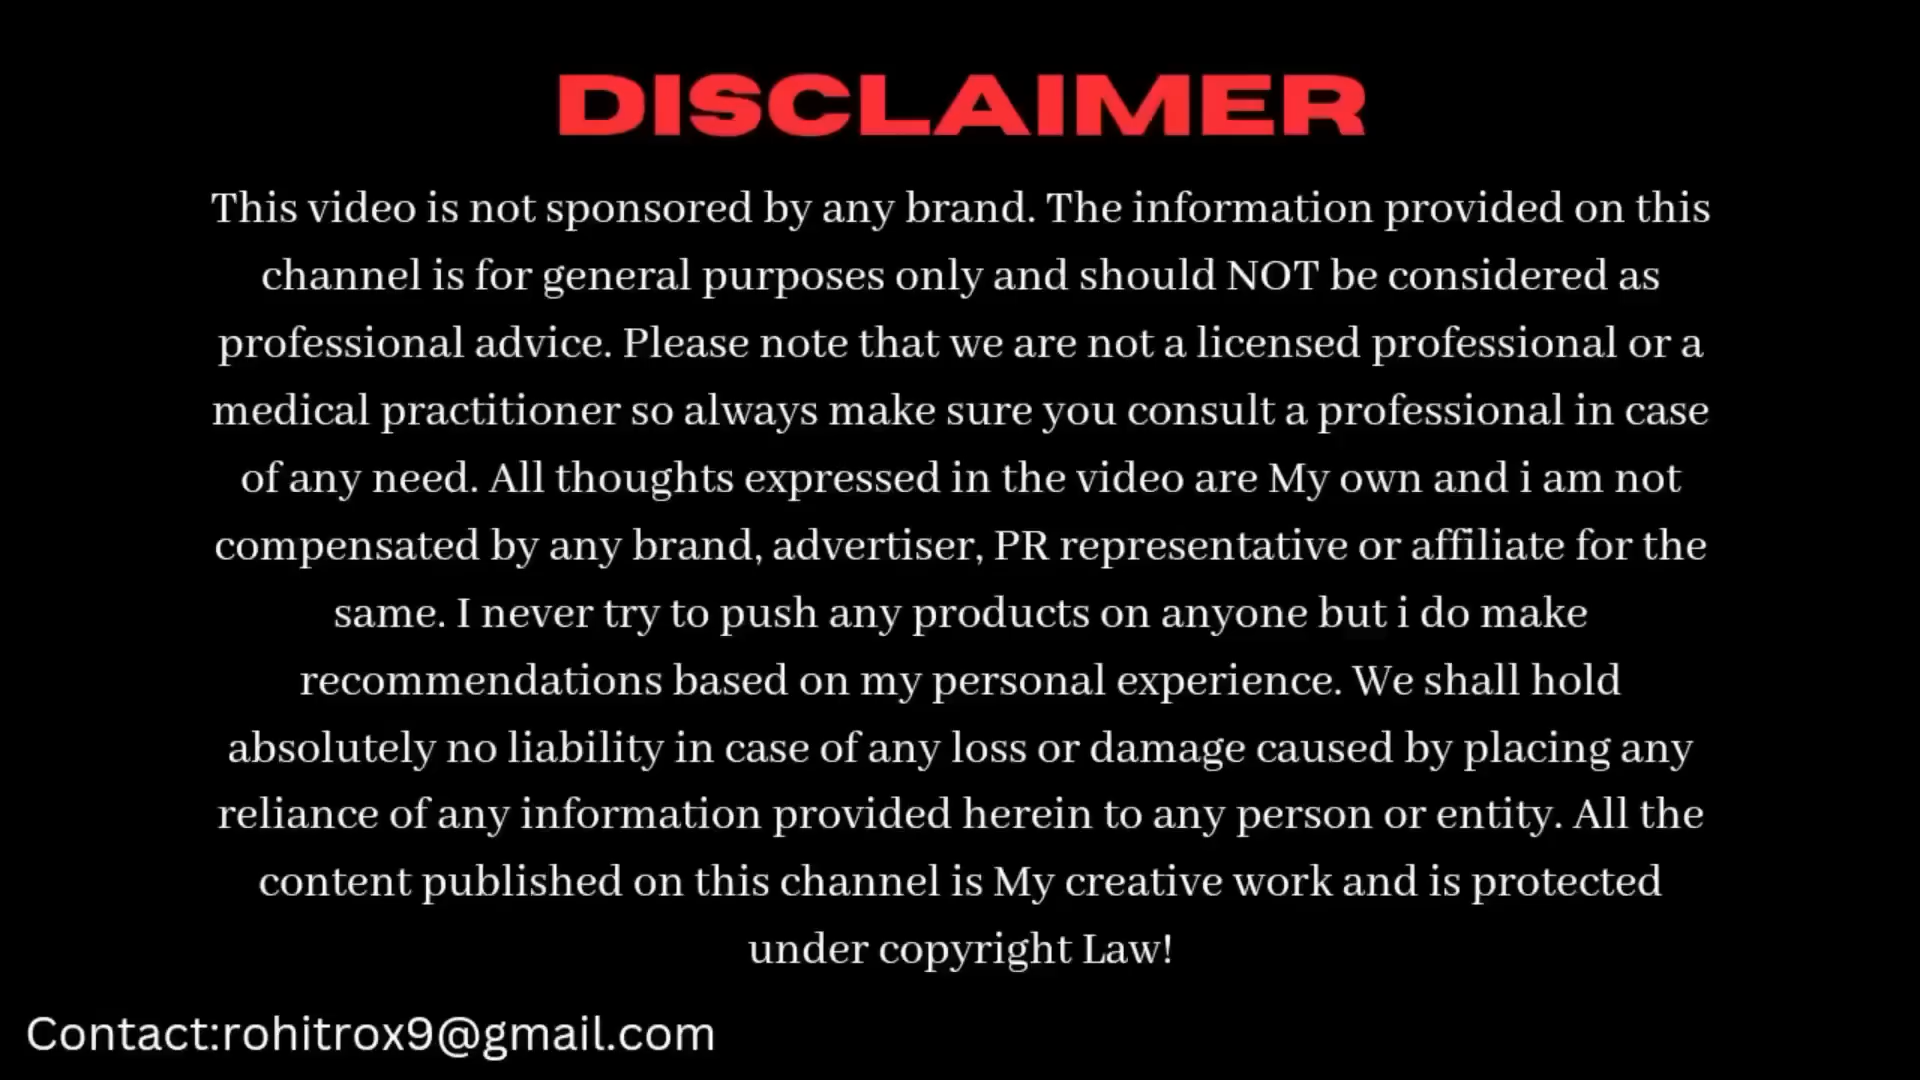 DISCLAIMER
This video is not sponsored by any brand. The information provided on this
channel is for general purposes only and should NOT be considered as
professional advice. Please note that we are not a licensed professional or a
medical practitioner so always make sure you consult a professional in case
of any need. All thoughts expressed in the video are My own and i am not
compensated by any brand, advertiser, PR representative or affiliate for the
same. I never try to push any products on anyone but i do make
recommendations based on my personal experience. We shall hold
absolutely no liability in case of any loss or damage caused by placing any
reliance of any information provided herein to any person or entity. All the
content published on this channel is My creative work and is protected
under copyright Law!
Contact:rohitrox9@gmail.com